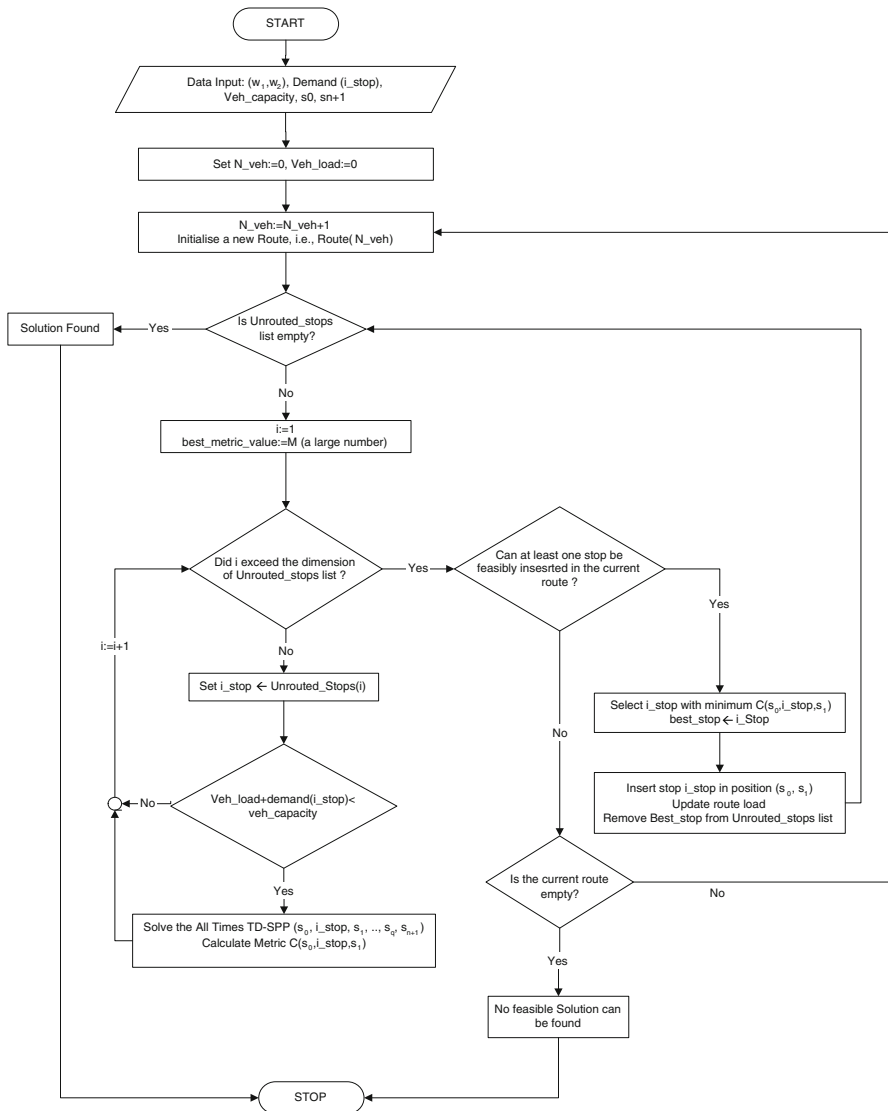 START
Data Input: (w1,w2), Demand (i_stop),
Veh_capacity, s0, sn+1
Set N_veh:=0, Veh_load:=0
N_veh:=N_veh+1
Initialise a new Route, i.e., Route( N_veh)
Is Unrouted_stops
list empty?
Yes
Solution Found
No
i:=1
best_metric_value:=M (a large number)
Did i exceed the dimension
of Unrouted_stops list ?
Yes
Can at least one stop be
feasibly insesrted in the current
route ?
Yes
i:=i+1
No
Set i_stop ← Unrouted_Stops(i)
Select i_stop with minimum C(s0,i_stop,s1)
best_stop ← i_Stop
No
Veh_load+demand(i_stop)<
veh_capacity
No
Insert stop i_stop in position (s0, s1)
Update route load
Remove Best_stop from Unrouted_stops list
Yes
Is the current route
empty?
No
Solve the All Times TD-SPP (s0, i_stop, s1, .., sq, sn+1)
Calculate Metric C(s0,i_stop,s1)
Yes
No feasible Solution can
be found
STOP